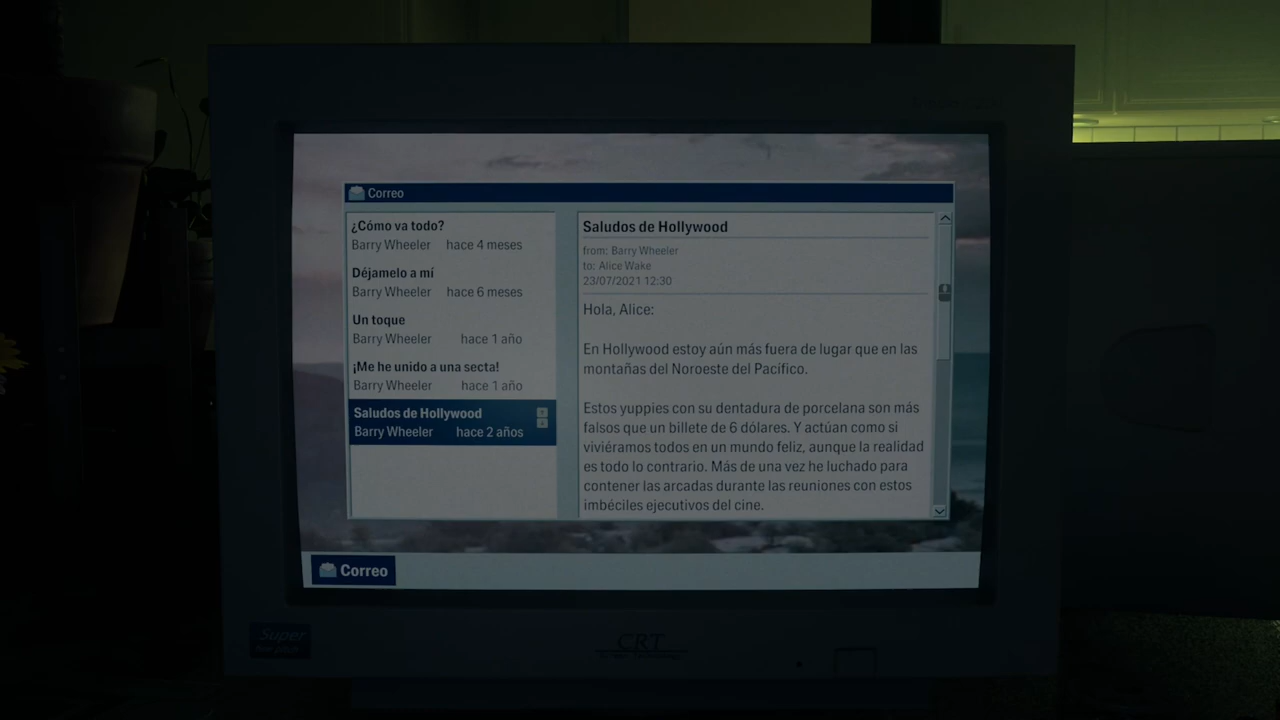 Correo
¿Cómo va todo?
Barry Wheeler hace 4 meses
Déjamelo a mí
Barry Wheeler hace 6 meses
Un toque
Barry Wheeler hace 1 año
¡Me he unido a una secta!
Barry Wheeler hace 1 año
Saludos de Hollywood
Barry Wheeler hace 2 años
Saludos de Hollywood
from: Barry Wheeler
to: Alice Wake
23/07/2021 12:30
Hola, Alice:
En Hollywood estoy aún más fuera de lugar que en las
montañas del Noroeste del Pacífico.
Estos yuppies con su dentadura de porcelana son más
falsos que un billete de 6 dólares. Y actúan como si
viviéramos todos en un mundo feliz, aunque la realidad
es todo lo contrario. Más de una vez he luchado para
contener las arcadas durante las reuniones con estos
imbéciles ejecutivos del cine.
Correo
Super
CRT